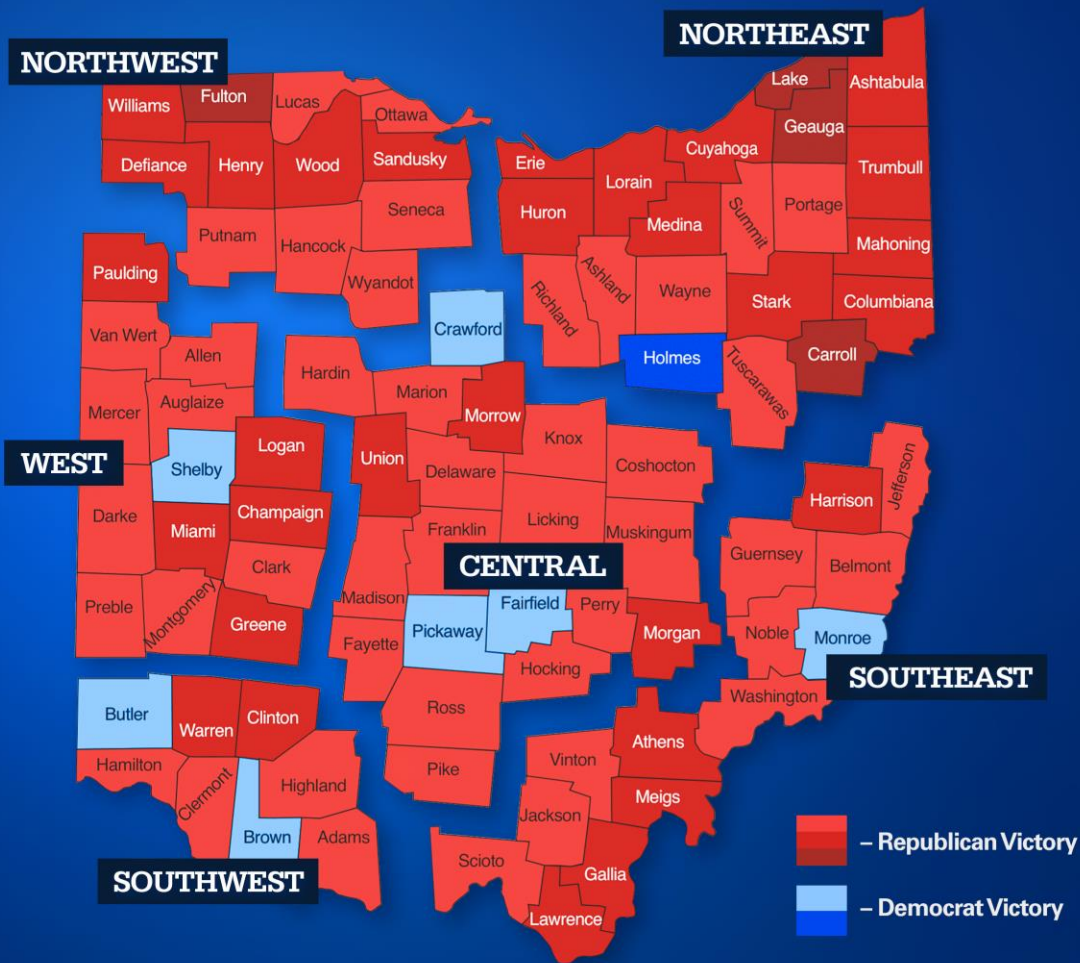 NORTHWEST
NORTHEAST
Williams
Fulton
Lucas
Ottawa
Defiance
Henry
Wood
Sandusky
Seneca
Putnam
Hancock
Wyandot
Lake
Ashtabula
Geauga
Cuyahoga
Trumbull
Erie
Lorain
Huron
Medina
Summit
Portage
Mahoning
Richland
Ashland
Wayne
Stark
Columbiana
Holmes
Tuscarawas
Carroll
Paulding
Van Wert
Allen
Mercer
Auglaize
WEST
Shelby
Logan
Darke
Miami
Champaign
Clark
Preble
Montgomery
Greene
Crawford
Hardin
Marion
Morrow
Union
Delaware
Knox
Coshocton
Franklin
Licking
Muskingum
CENTRAL
Madison
Fayette
Pickaway
Fairfield
Perry
Morgan
Hocking
Ross
Pike
Jefferson
Harrison
Guernsey
Belmont
Noble
Monroe
SOUTHEAST
Washington
Athens
Vinton
Meigs
Jackson
Gallia
Scioto
Lawrence
Butler
Warren
Clinton
Hamilton
Clermont
Highland
Brown
Adams
SOUTHWEST
– Republican Victory
– Democrat Victory